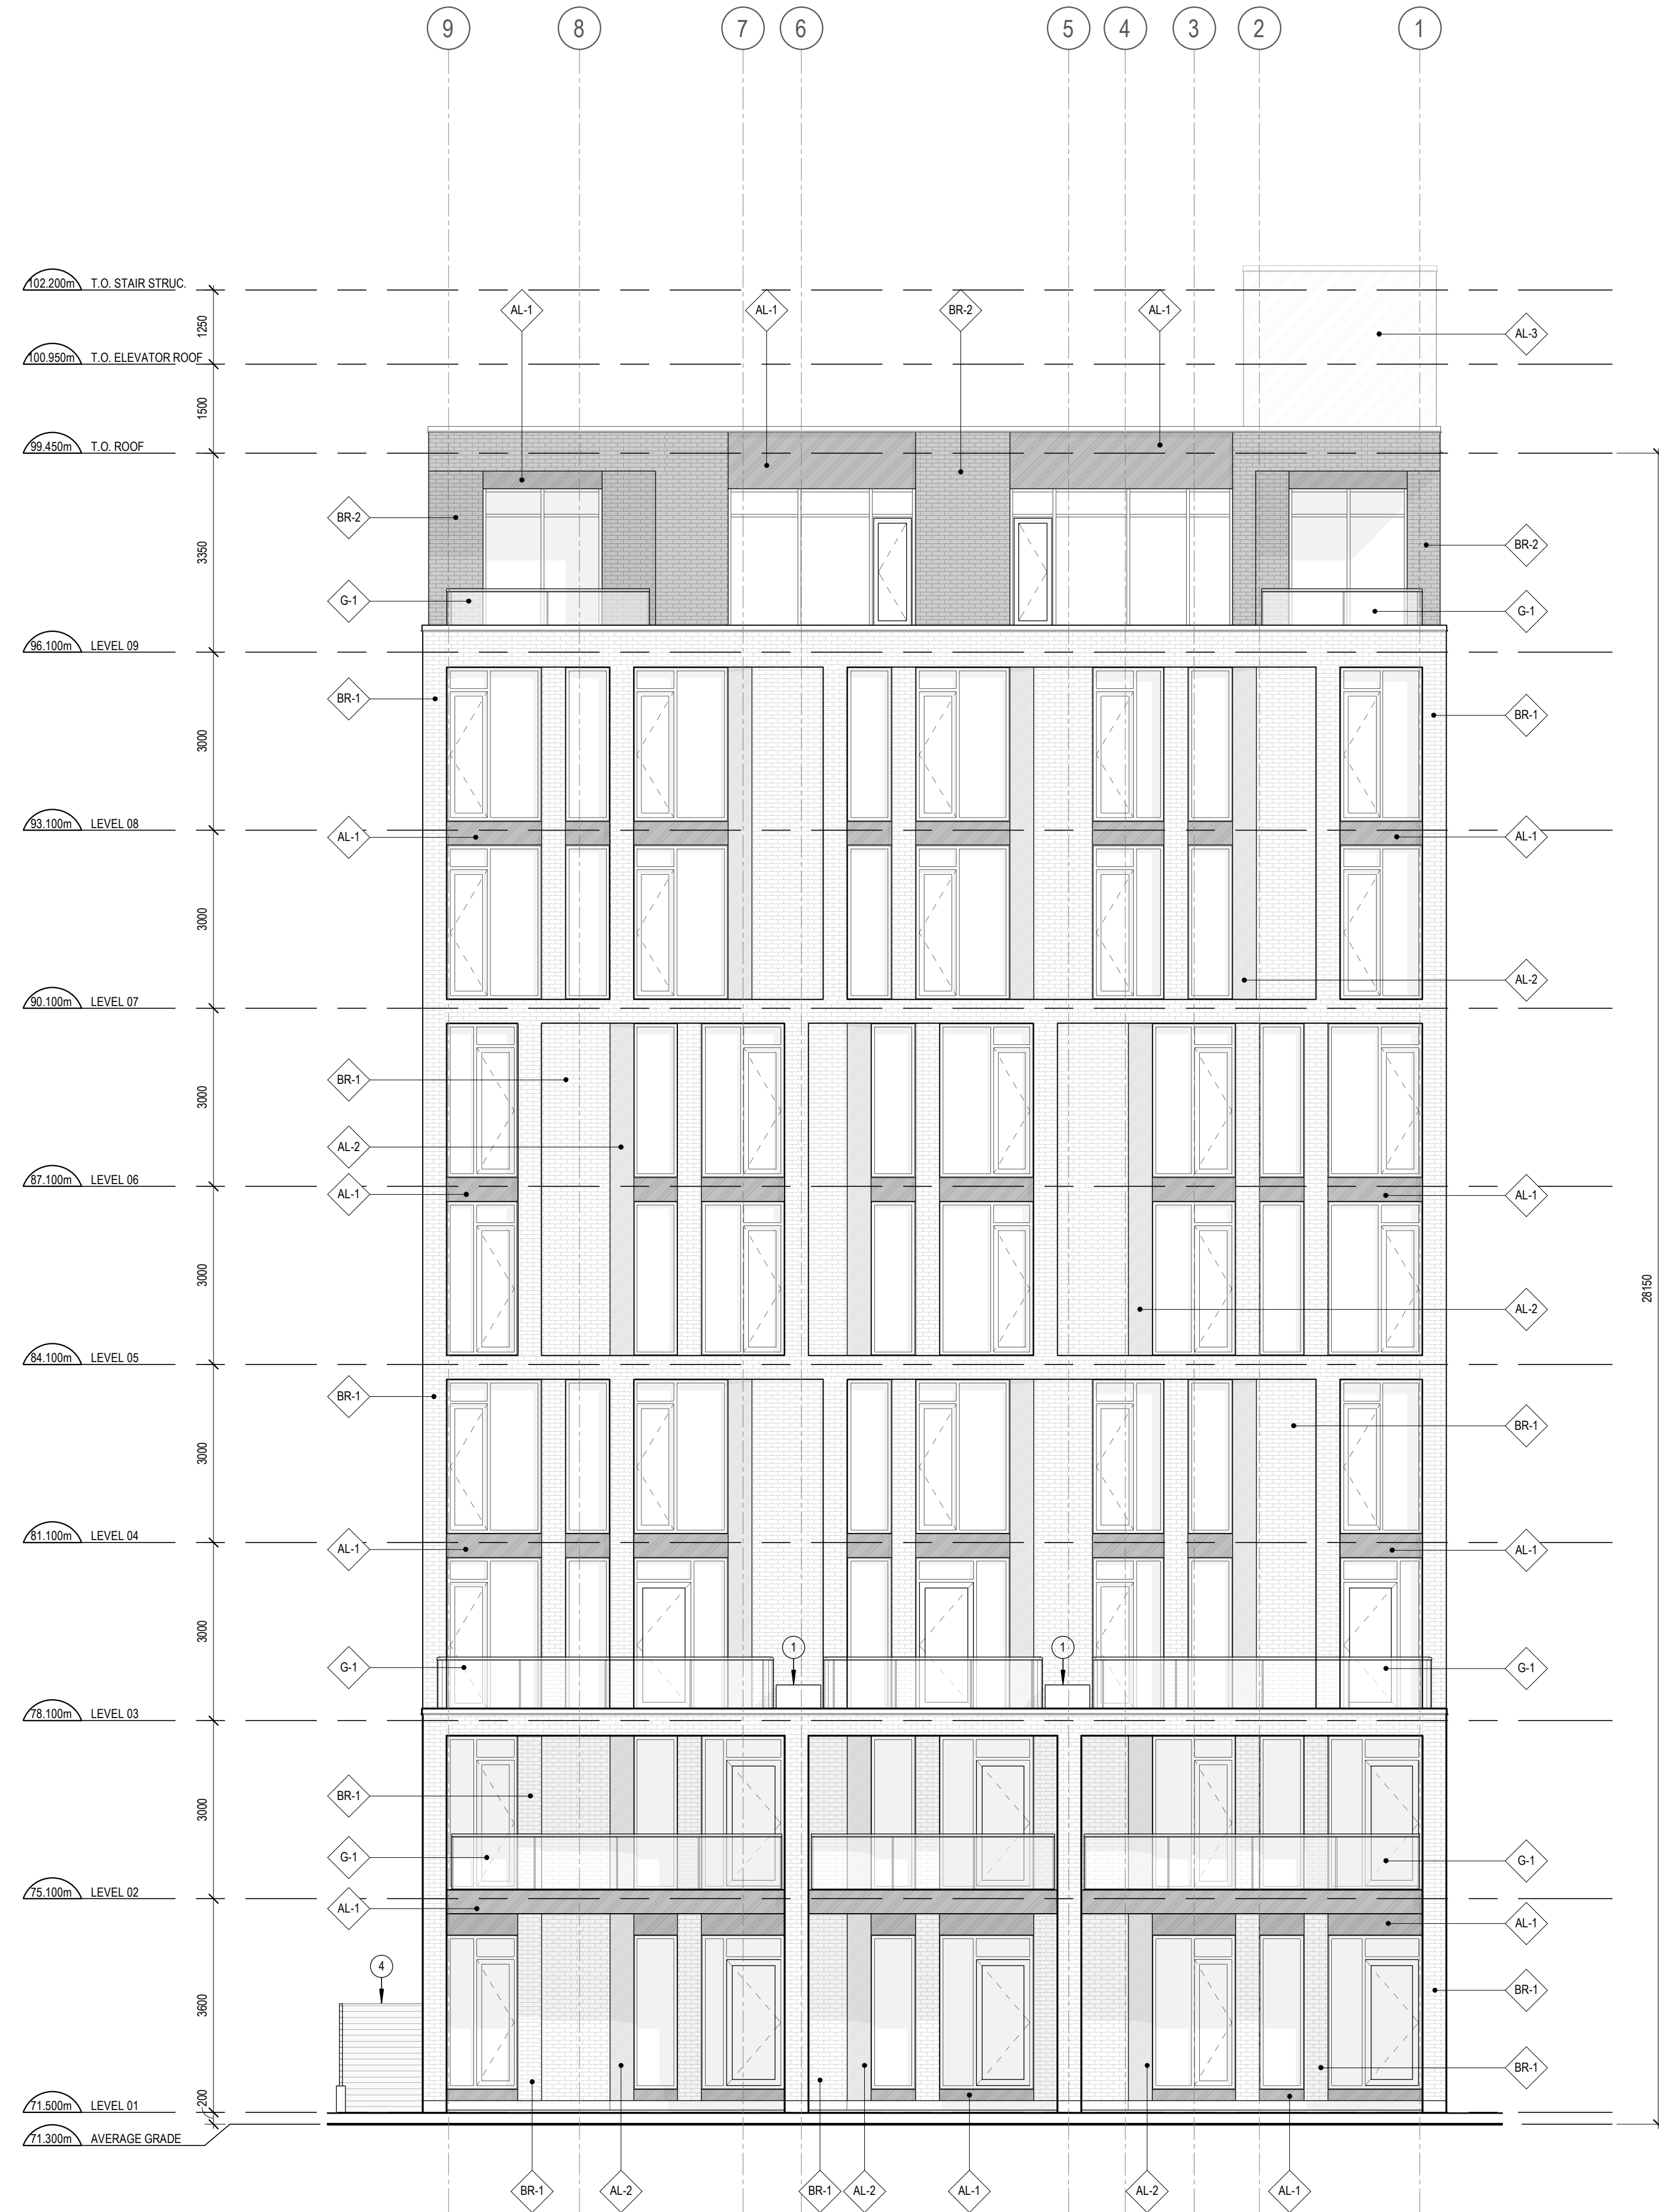 9 8 7 6 5 4 3 2 1
102.200m T.O. STAIR STRUC.
AL-1 AL-1 BR-2 AL-1
1250
AL-3
100.950m T.O. ELEVATOR ROOF
1500
99.450m T.O. ROOF
BR-2
BR-2
3350
G-1
G-1
96.100m LEVEL 09
BR-1
BR-1
3000
93.100m LEVEL 08
AL-1
AL-1
3000
AL-2
90.100m LEVEL 07
BR-1
3000
AL-2
87.100m LEVEL 06
AL-1
AL-1
3000
28150
AL-2
84.100m LEVEL 05
BR-1
BR-1
3000
81.100m LEVEL 04
AL-1
AL-1
3000
1 1
G-1
G-1
78.100m LEVEL 03
BR-1
3000
G-1
G-1
75.100m LEVEL 02
AL-1
AL-1
4
BR-1
3600
BR-1
200
71.500m LEVEL 01
71.300m AVERAGE GRADE
BR-1 AL-2 BR-1 AL-2 AL-1 AL-2 AL-1